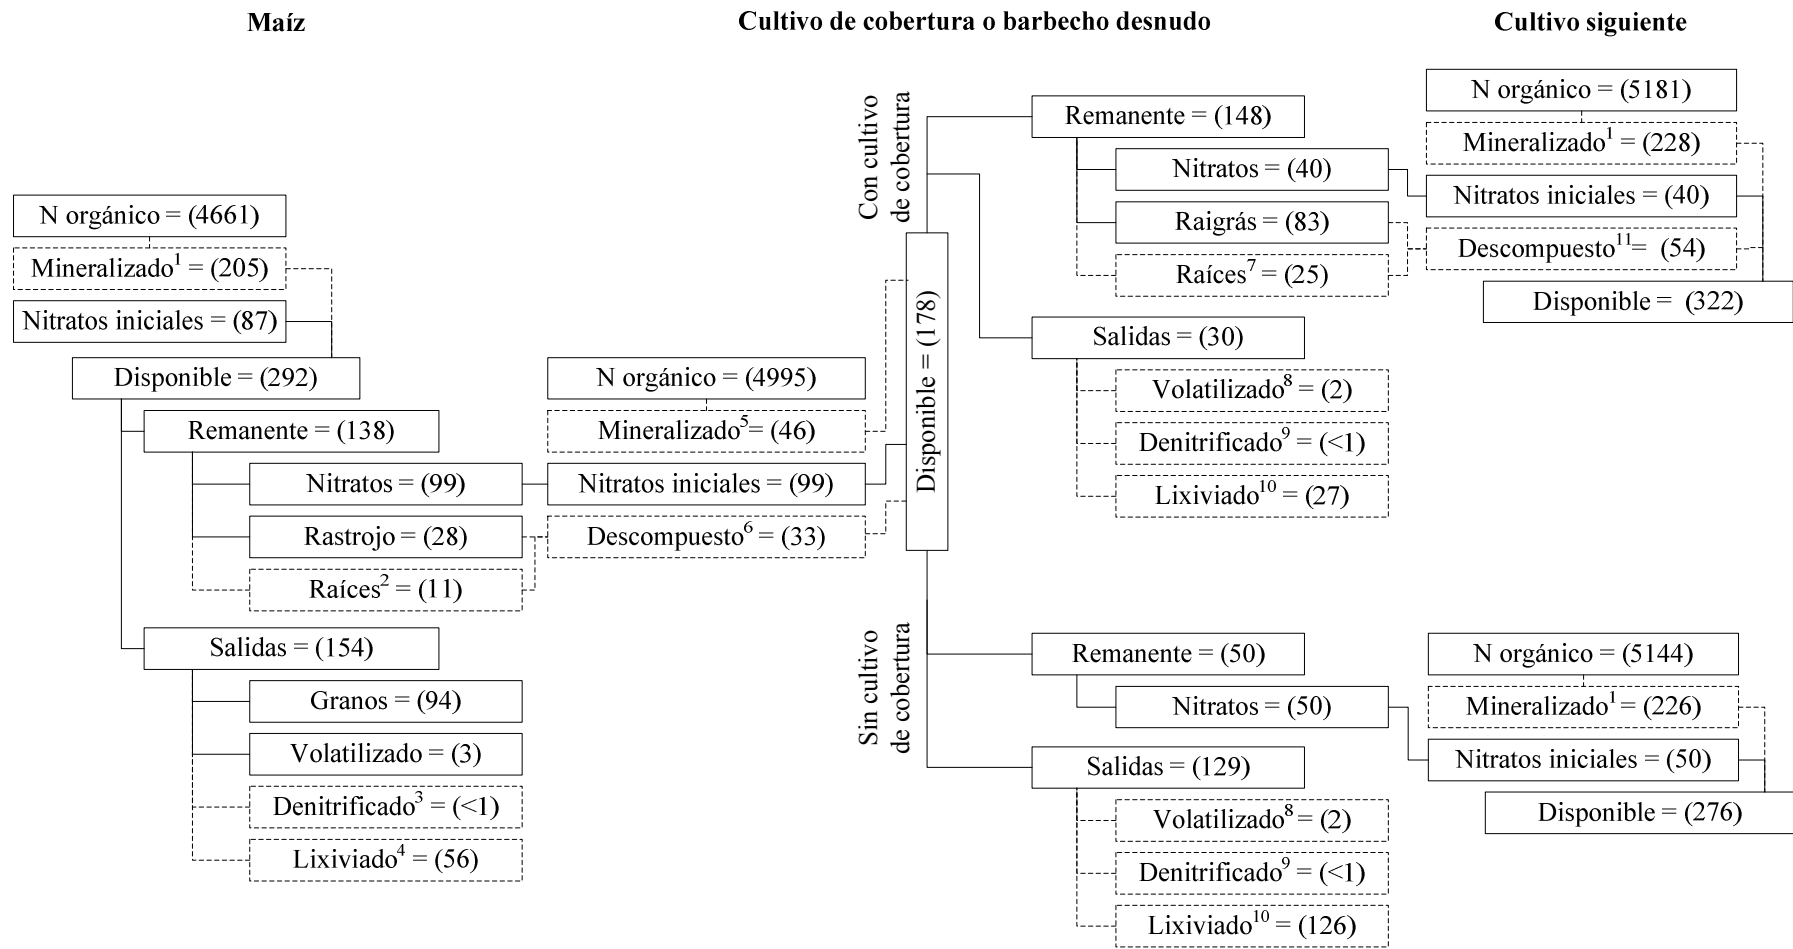 Maíz
N orgánico = (4661)
Mineralizado¹ = (205)
Nitratos iniciales = (87)
Disponible = (292)
Remanente = (138)
Nitratos = (99)
Rastrojo = (28)
Raíces² = (11)
Salidas = (154)
Granos = (94)
Volatilizado = (3)
Denitrificado³ = (<1)
Lixiviado⁴ = (56)
Cultivo de cobertura o barbecho desnudo
N orgánico = (4995)
Mineralizado⁵= (46)
Nitratos iniciales = (99)
Descompuesto⁶ = (33)
Disponible = (178)
Con cultivo
de cobertura
Remanente = (148)
Nitratos = (40)
Raigrás = (83)
Raíces⁷ = (25)
Salidas = (30)
Volatilizado⁸ = (2)
Denitrificado⁹ = (<1)
Lixiviado¹⁰ = (27)
Sin cultivo
de cobertura
Remanente = (50)
Nitratos = (50)
Salidas = (129)
Volatilizado⁸ = (2)
Denitrificado⁹ = (<1)
Lixiviado¹⁰ = (126)
Cultivo siguiente
N orgánico = (5181)
Mineralizado¹ = (228)
Nitratos iniciales = (40)
Descompuesto¹¹= (54)
Disponible = (322)
N orgánico = (5144)
Mineralizado¹ = (226)
Nitratos iniciales = (50)
Disponible = (276)